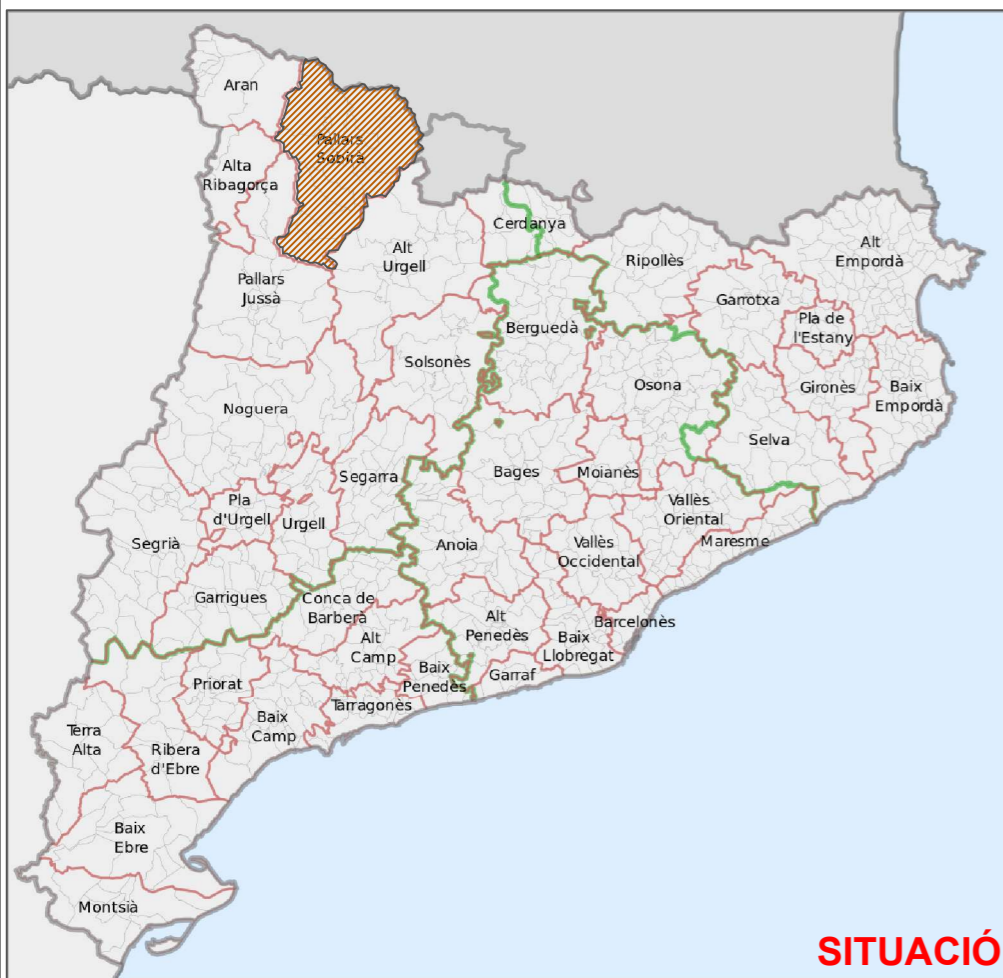 Aran
Pallars
Sobirà
Alta
Ribagorça
Cerdanya
Alt
Urgell
Ripollès
Alt
Empordà
Pallars
Jussà
Garrotxa
Pla de
l'Estany
Berguedà
Solsonès
Osona
Gironès
Baix
Empordà
Noguera
Selva
Segarra
Bages
Moianès
Pla
d'Urgell
Urgell
Vallès
Oriental
Segrià
Anoia
Vallès
Occidental
Maresme
Garrigues
Conca de
Barberà
Alt
Penedès
Barcelonès
Alt
Camp
Baix
Llobregat
Baix
Penedès
Garraf
Priorat
Tarragonès
Baix
Camp
Terra
Alta
Ribera
d'Ebre
Baix
Ebre
Montsià
SITUACIÓ